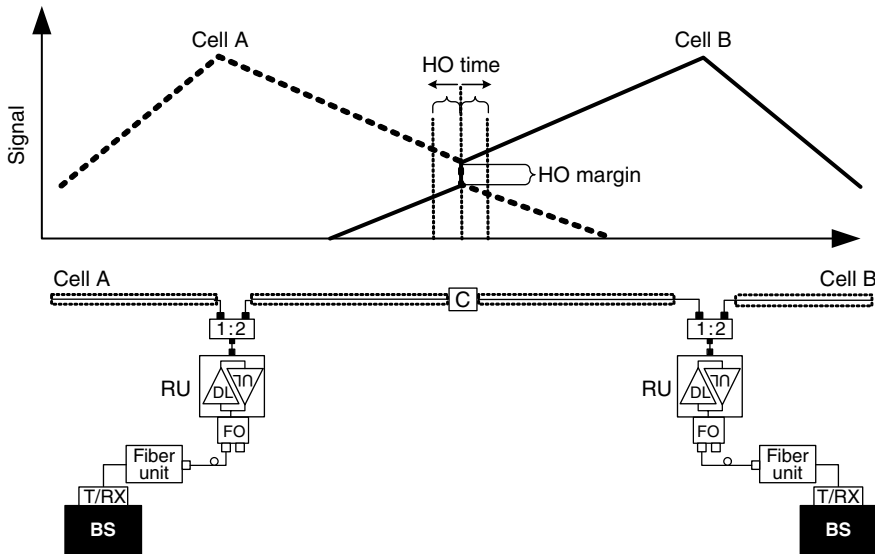 Cell A
Cell B
HO time
Signal
HO margin
Cell A
Cell B
C
1:2
1:2
RU
DL
UL
RU
DL
UL
FO
FO
Fiber
unit
Fiber
unit
T/RX
T/RX
BS
BS